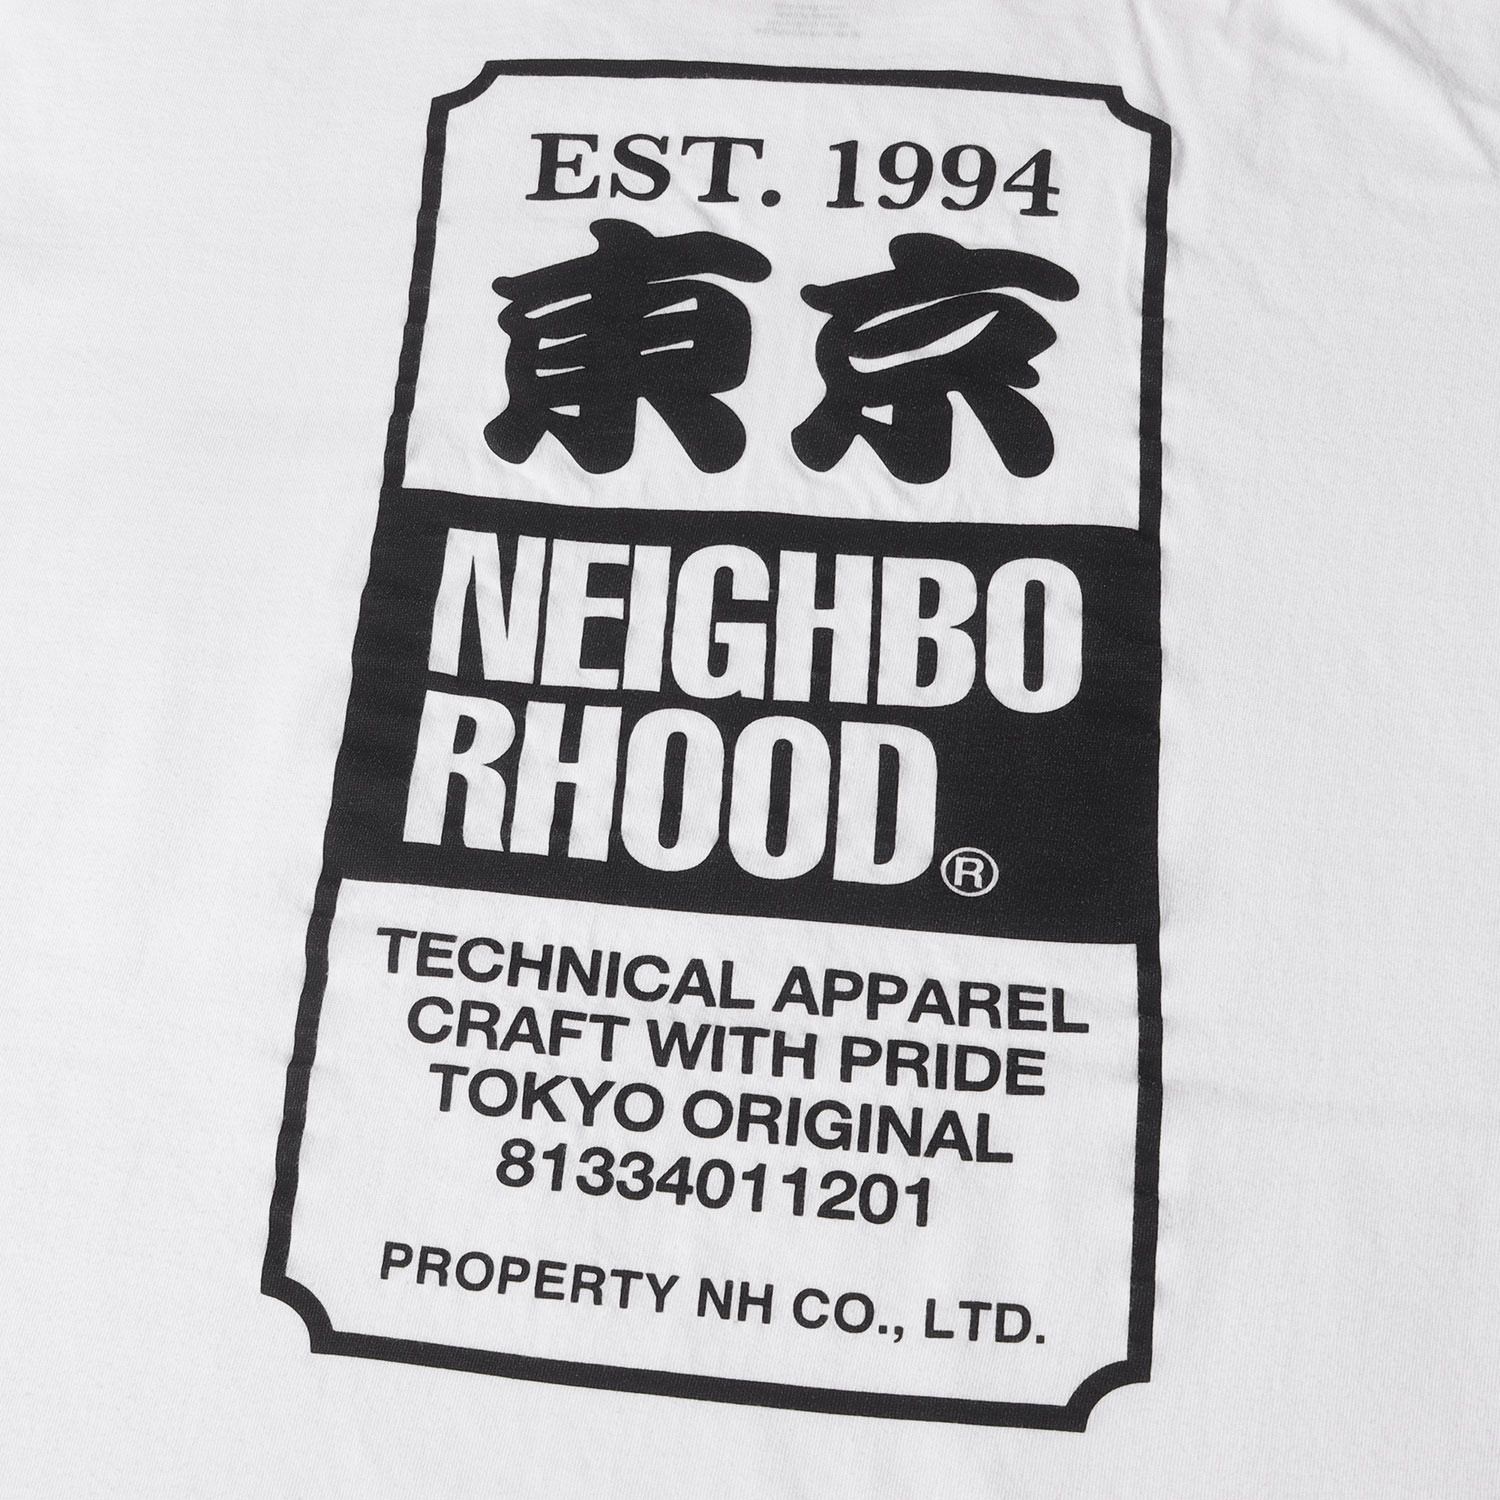 EST. 1994
東京
NEIGHBO
RHOOD®
TECHNICAL APPAREL
CRAFT WITH PRIDE
TOKYO ORIGINAL
81334011201
PROPERTY NH CO., LTD.